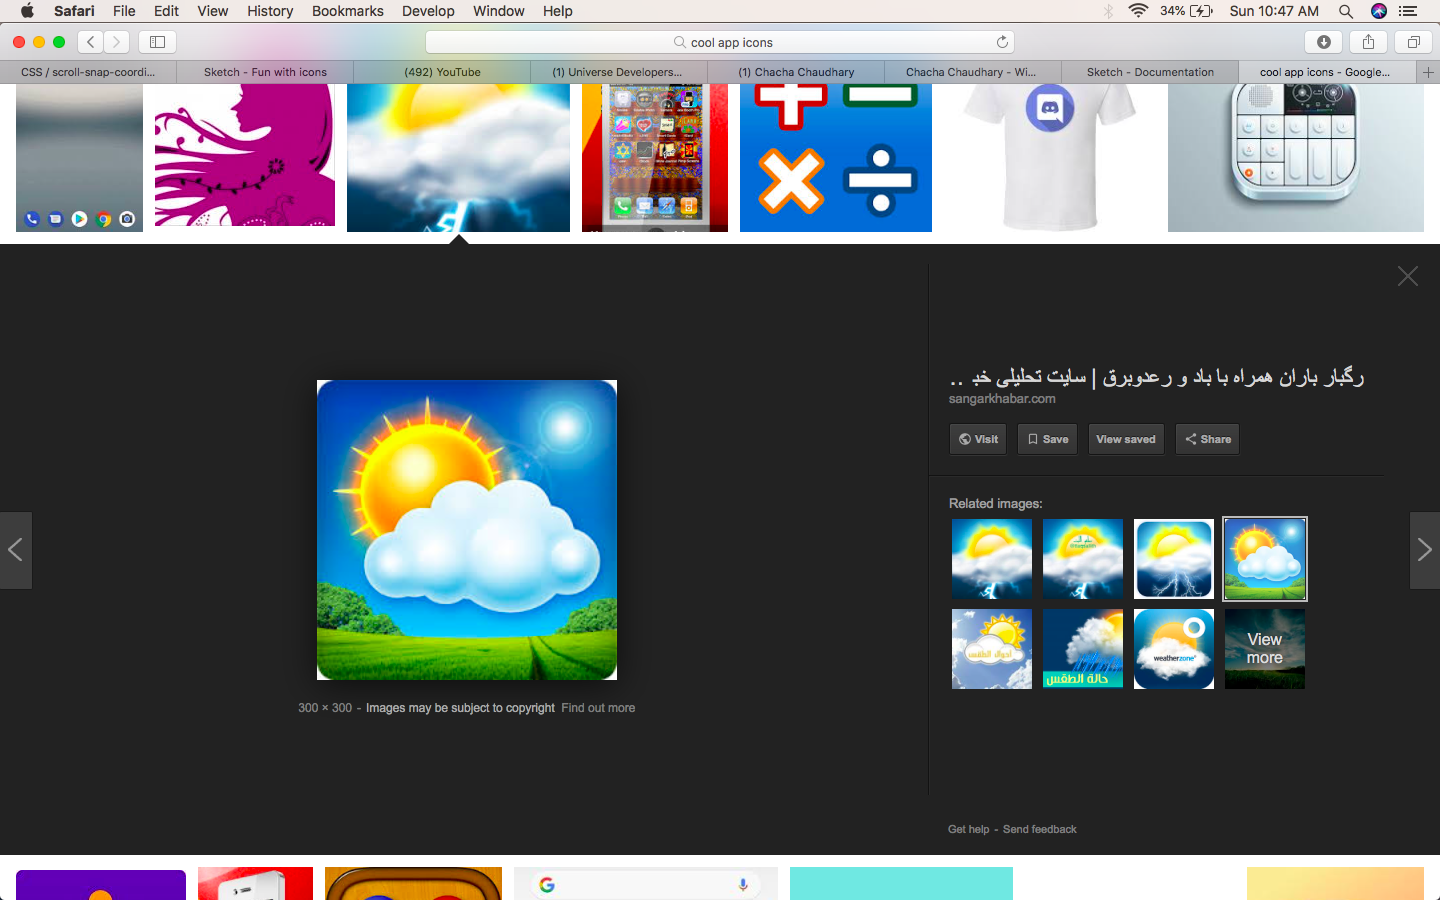 Safari File Edit View History Bookmarks Develop Window Help 34% Sun 10:47 AM
cool app icons
CSS / scroll-snap-coordi... Sketch - Fun with icons (492) YouTube (1) Universe Developers... (1) Chacha Chaudhary Chacha Chaudhary - Wi... Sketch - Documentation cool app icons - Google...
رگبار باران همراه با باد و رعدوبرق | سایت تحلیلی خب ...
sangarkhabar.com
Visit Save View saved Share
Related images:
احوال الطقس
حالة الطقس
weatherzone
View
more
300 × 300 - Images may be subject to copyright Find out more
Get help - Send feedback